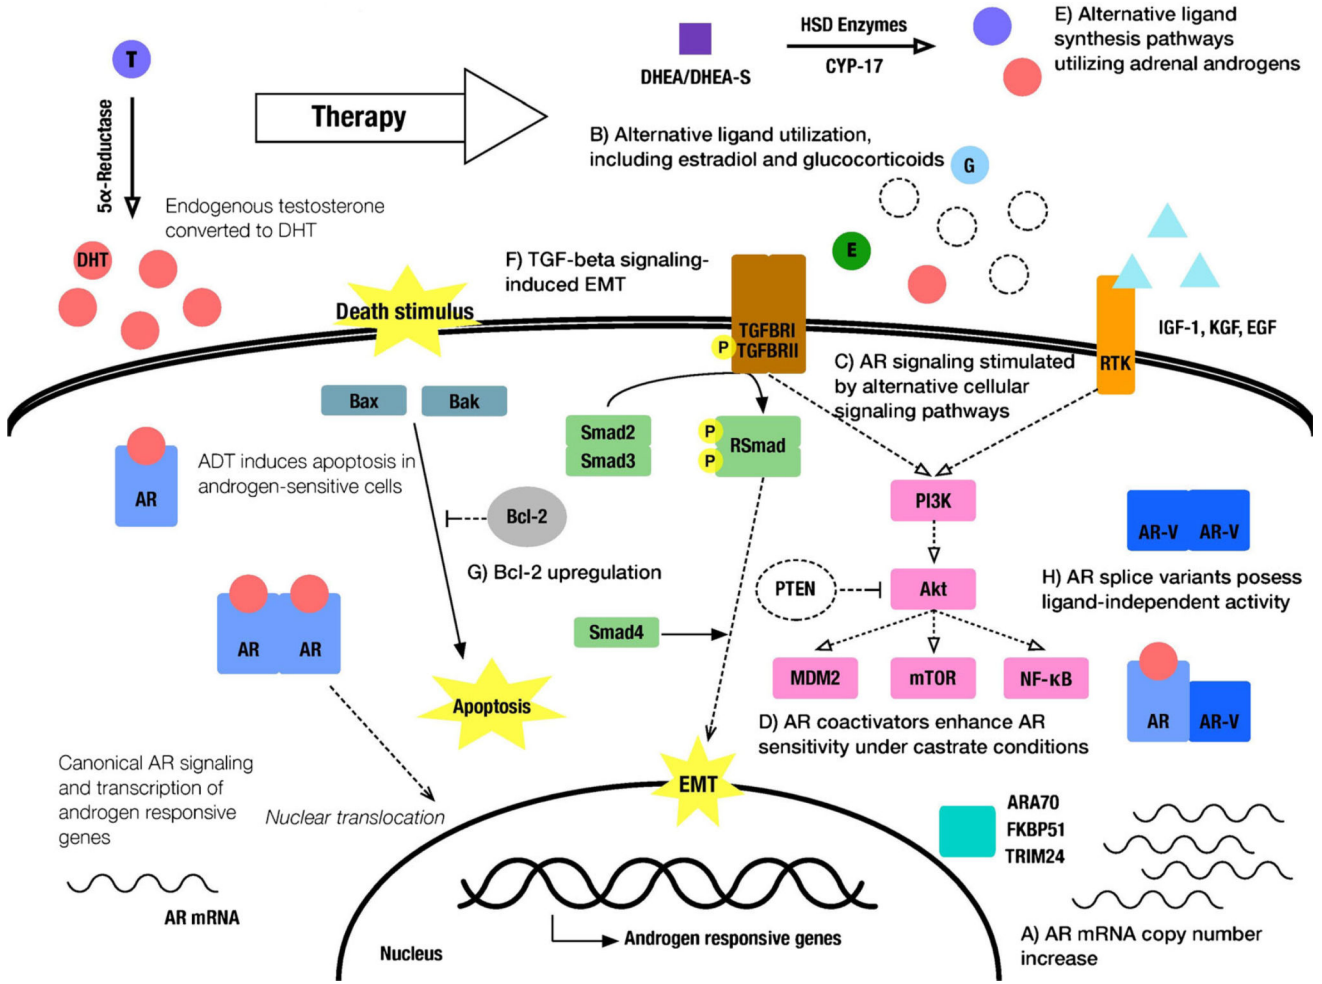 T
5α-Reductase
Endogenous testosterone
converted to DHT
DHT
Therapy
DHEA/DHEA-S
HSD Enzymes
CYP-17
E) Alternative ligand
synthesis pathways
utilizing adrenal androgens
B) Alternative ligand utilization,
including estradiol and glucocorticoids
G
E
F) TGF-beta signaling-
induced EMT
Death stimulus
TGFBRI
TGFBRII
P
IGF-1, KGF, EGF
RTK
C) AR signaling stimulated
by alternative cellular
signaling pathways
Bax
Bak
Smad2
Smad3
P
P
RSmad
ADT induces apoptosis in
androgen-sensitive cells
AR
Bcl-2
G) Bcl-2 upregulation
PI3K
PTEN
Akt
AR-V
AR-V
H) AR splice variants posess
ligand-independent activity
Smad4
AR
AR
MDM2
mTOR
NF-κB
AR
AR-V
Apoptosis
D) AR coactivators enhance AR
sensitivity under castrate conditions
EMT
Canonical AR signaling
and transcription of
androgen responsive
genes
Nuclear translocation
AR mRNA
ARA70
FKBP51
TRIM24
Nucleus
Androgen responsive genes
A) AR mRNA copy number
increase